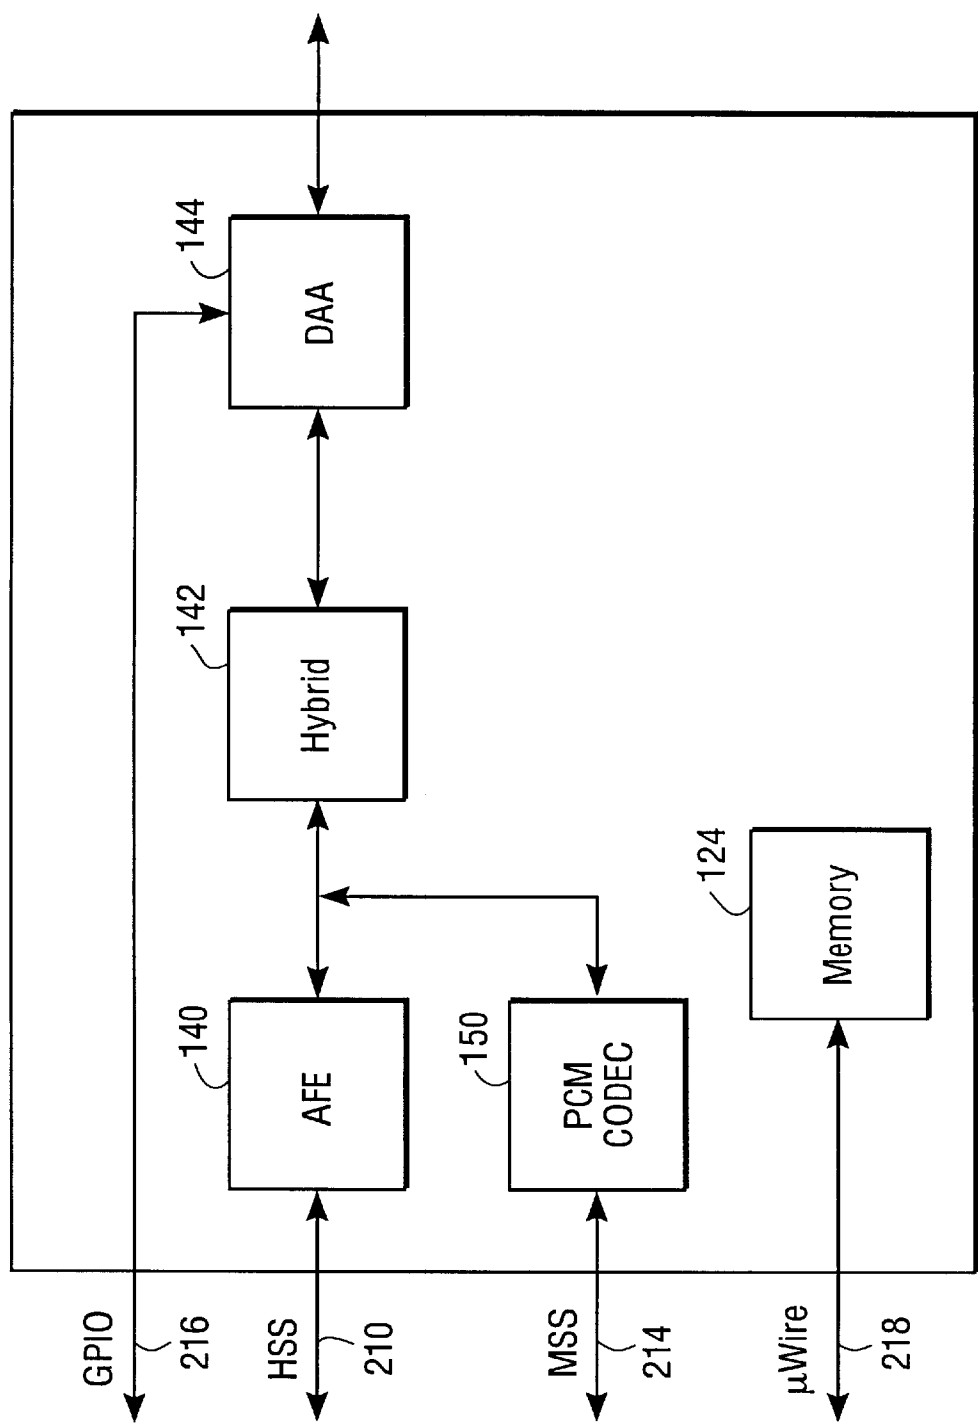 GPIO
216
HSS
210
MSS
214
µWire
218
140
AFE
142
Hybrid
144
DAA
150
PCM
CODEC
124
Memory